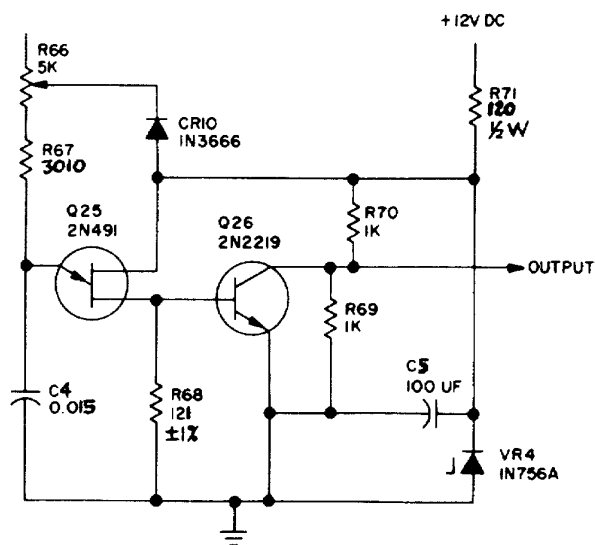 +12V DC
R66
5K
R71
120
½ W
CR10
1N3666
R67
3010
Q25
2N491
Q26
2N2219
R70
1K
OUTPUT
R69
1K
C4
0.015
R68
121
±1%
C5
100 UF
VR4
1N756A